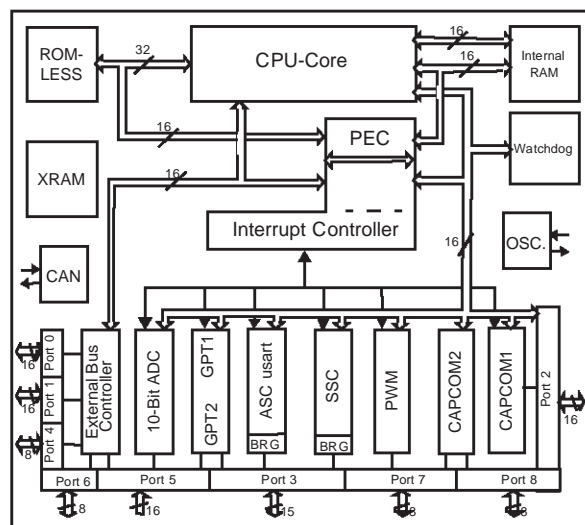 ROM-
LESS
32
CPU-Core
16
16
Internal
RAM
16
PEC
XRAM
16
Watchdog
Interrupt Controller
16
OSC.
CAN
Port 0
16
Port 1
16
Port 4
8
External Bus
Controller
10-Bit ADC
GPT1
GPT2
ASC usart
BRG
SSC
BRG
PWM
CAPCOM2
CAPCOM1
Port 2
16
Port 6
Port 5
Port 3
Port 7
Port 8
8
16
15
8
8